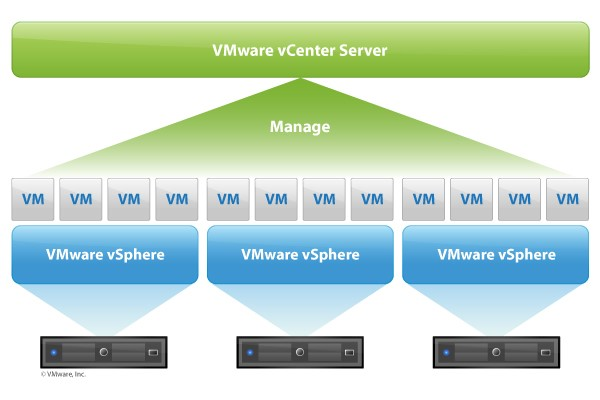 VMware vCenter Server
Manage
VM VM VM VM VM VM VM VM VM VM VM VM
VMware vSphere VMware vSphere VMware vSphere
© VMware, Inc.